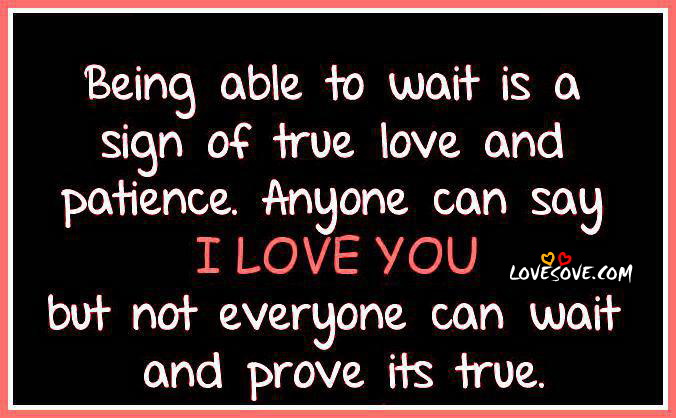 Being able to wait is a
sign of true love and
patience. Anyone can say
I LOVE YOU
LOVESOVE.COM
but not everyone can wait
and prove its true.